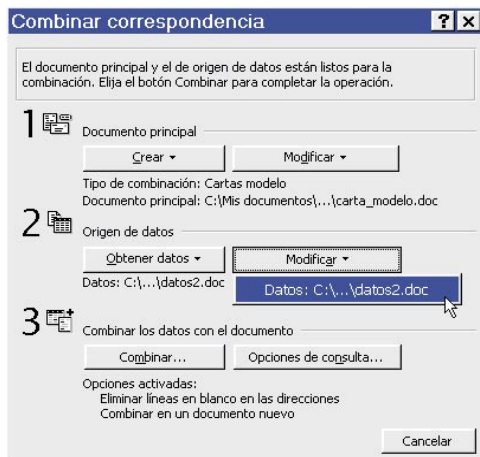 Combinar correspondencia
? x
El documento principal y el de origen de datos están listos para la
combinación. Elija el botón Combinar para completar la operación.
1 Documento principal
Crear Modificar
Tipo de combinación: Cartas modelo
Documento principal: C:\Mis documentos\...\carta_modelo.doc
2 Origen de datos
Obtener datos Modificar
Datos: C:\...\datos2.doc Datos: C:\...\datos2.doc
3 Combinar los datos con el documento
Combinar... Opciones de consulta...
Opciones activadas:
Eliminar líneas en blanco en las direcciones
Combinar en un documento nuevo
Cancelar